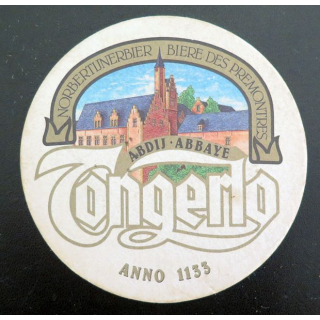 NORBERTIJNERBIER BIERE DES PREMONTRES
ABDIJ · ABBAYE
Tongerlo
ANNO 1133